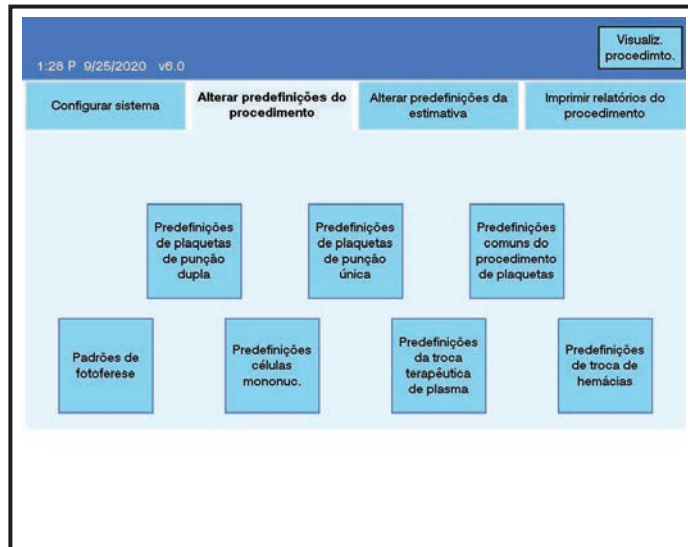 Visualiz.
procedimto.
1:28 P 9/25/2020 v6.0
Configurar sistema
Alterar predefinições do
procedimento
Alterar predefinições da
estimativa
Imprimir relatórios do
procedimento
Predefinições
de plaquetas
de punção
dupla
Predefinições
de plaquetas
de punção
única
Predefinições
comuns do
procedimento
de plaquetas
Padrões de
fotoferese
Predefinições
células
mononuc.
Predefinições
da troca
terapêutica
de plasma
Predefinições
de troca de
hemácias